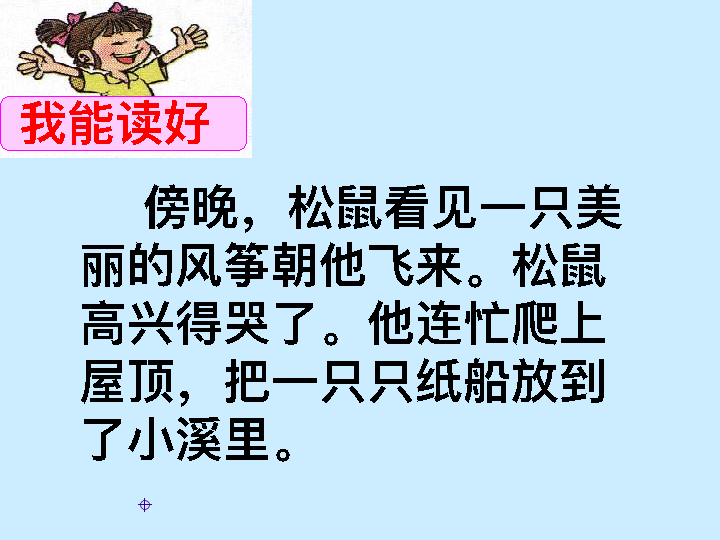 我能读好
傍晚，松鼠看见一只美
丽的风筝朝他飞来。松鼠
高兴得哭了。他连忙爬上
屋顶，把一只只纸船放到
了小溪里。